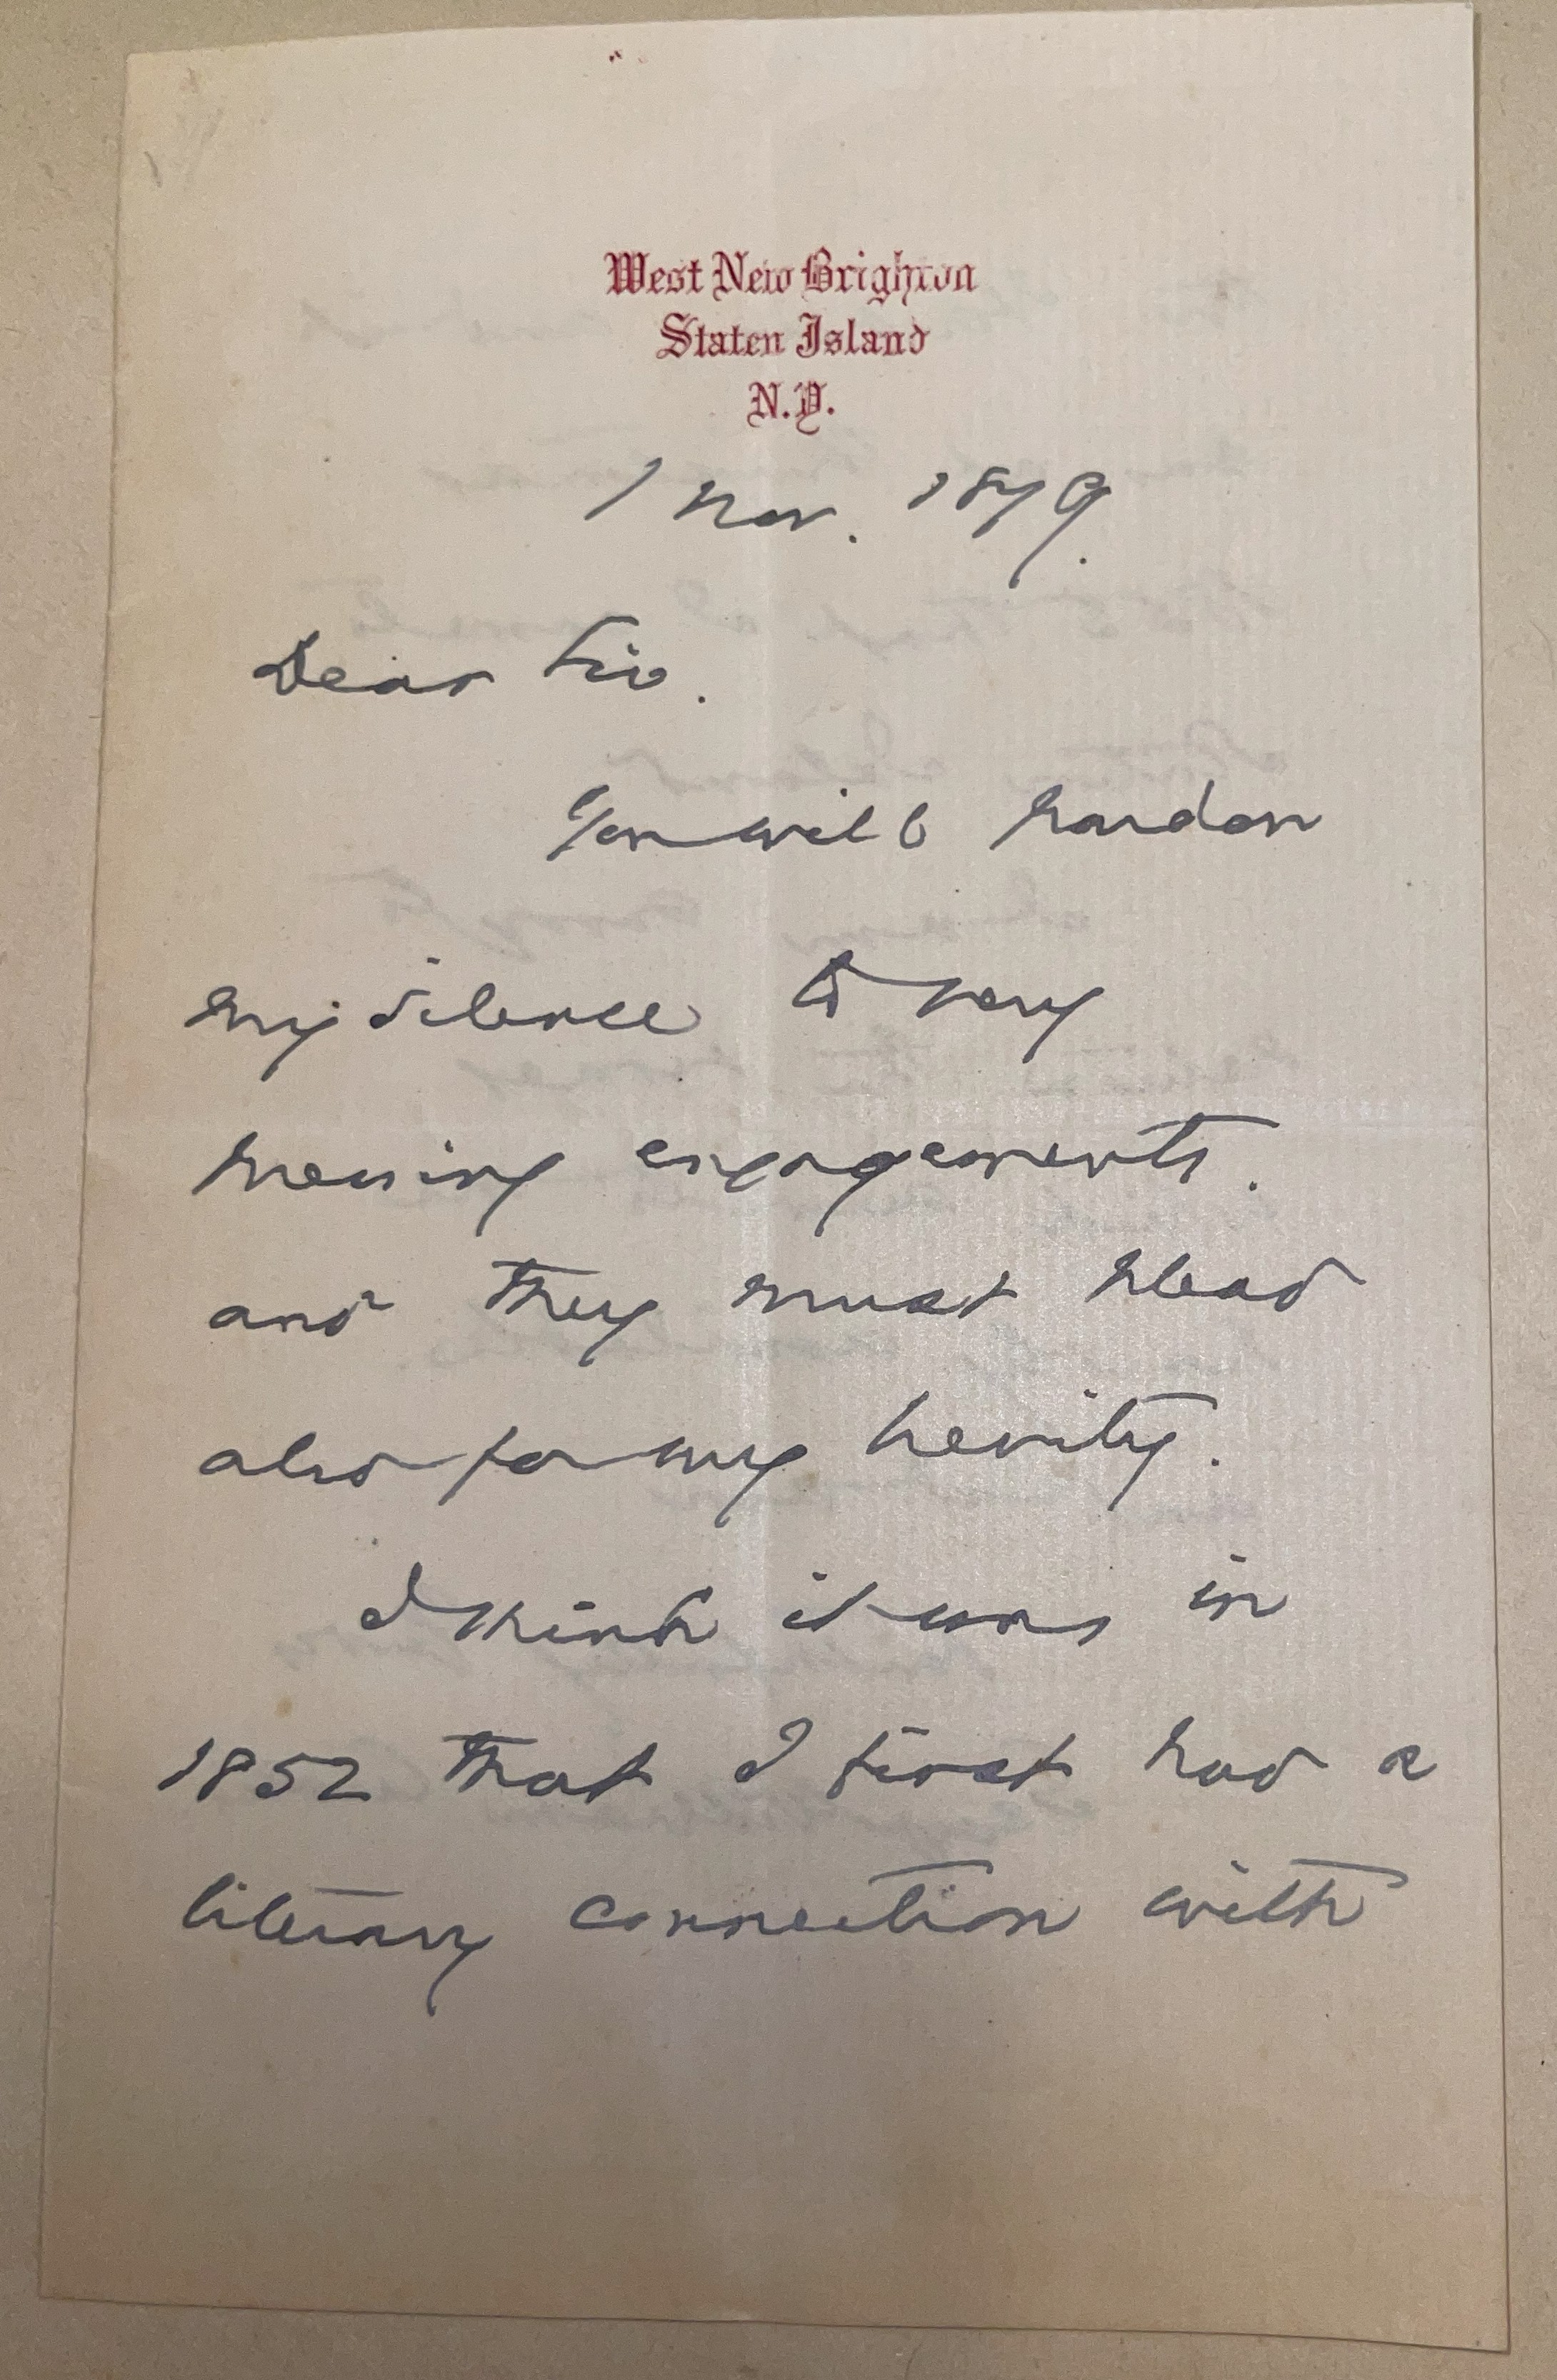 West New Brighton
Staten Island
N.Y.
1 Nov. 1879.
Dear Sir.
You will pardon
my silence to very
pressing engagements.
and they must plead
also for my brevity.
I think it was in
1852 that I first had a
literary connection with